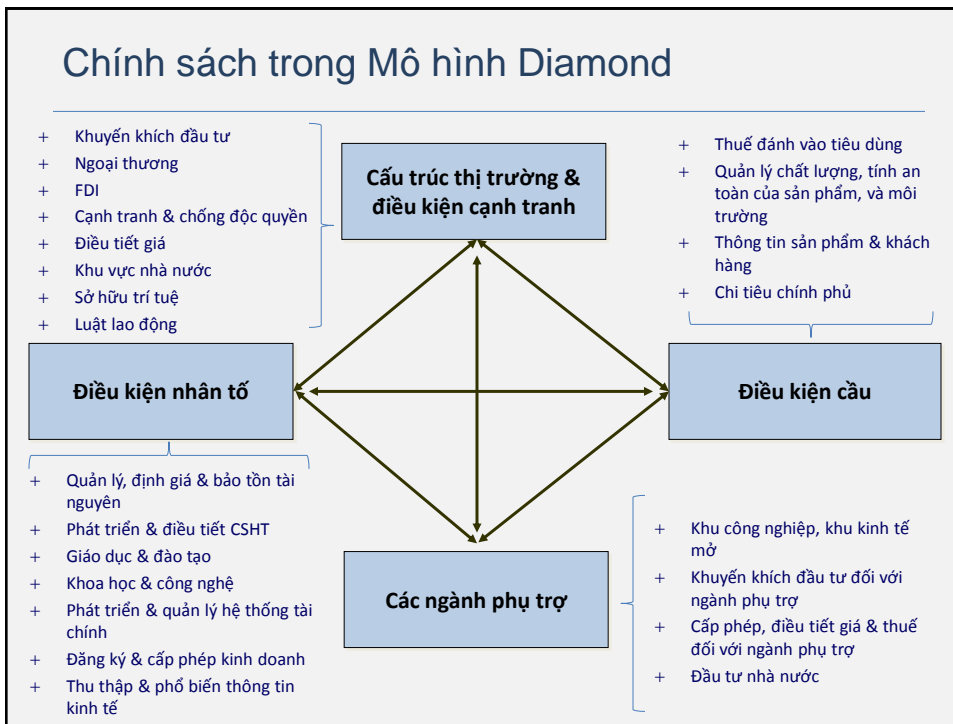 Chính sách trong Mô hình Diamond
+ Khuyến khích đầu tư
+ Ngoại thương
+ FDI
+ Cạnh tranh & chống độc quyền
+ Điều tiết giá
+ Khu vực nhà nước
+ Sở hữu trí tuệ
+ Luật lao động
Cấu trúc thị trường &
điều kiện cạnh tranh
+ Thuế đánh vào tiêu dùng
+ Quản lý chất lượng, tính an
toàn của sản phẩm, và môi
trường
+ Thông tin sản phẩm & khách
hàng
+ Chi tiêu chính phủ
Điều kiện nhân tố
Điều kiện cầu
+ Quản lý, định giá & bảo tồn tài
nguyên
+ Phát triển & điều tiết CSHT
+ Giáo dục & đào tạo
+ Khoa học & công nghệ
+ Phát triển & quản lý hệ thống tài
chính
+ Đăng ký & cấp phép kinh doanh
+ Thu thập & phổ biến thông tin
kinh tế
Các ngành phụ trợ
+ Khu công nghiệp, khu kinh tế
mở
+ Khuyến khích đầu tư đối với
ngành phụ trợ
+ Cấp phép, điều tiết giá & thuế
đối với ngành phụ trợ
+ Đầu tư nhà nước